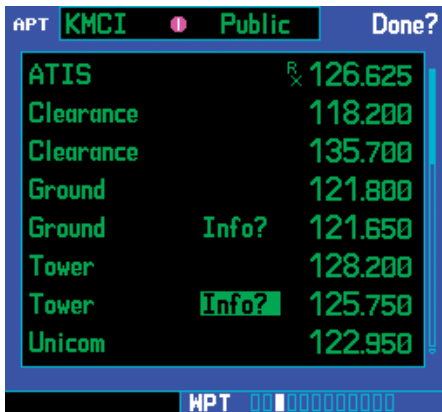 APT KMCI Public Done?
ATIS Rx 126.625
Clearance 118.200
Clearance 135.700
Ground 121.800
Ground Info? 121.650
Tower 128.200
Tower Info? 125.750
Unicom 122.950
WPT